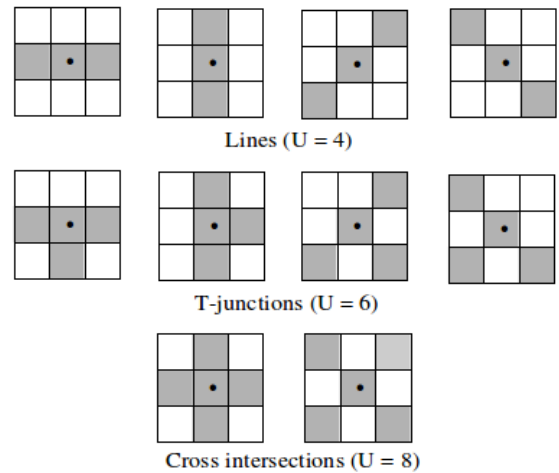 Lines (U = 4)
T-junctions (U = 6)
Cross intersections (U = 8)